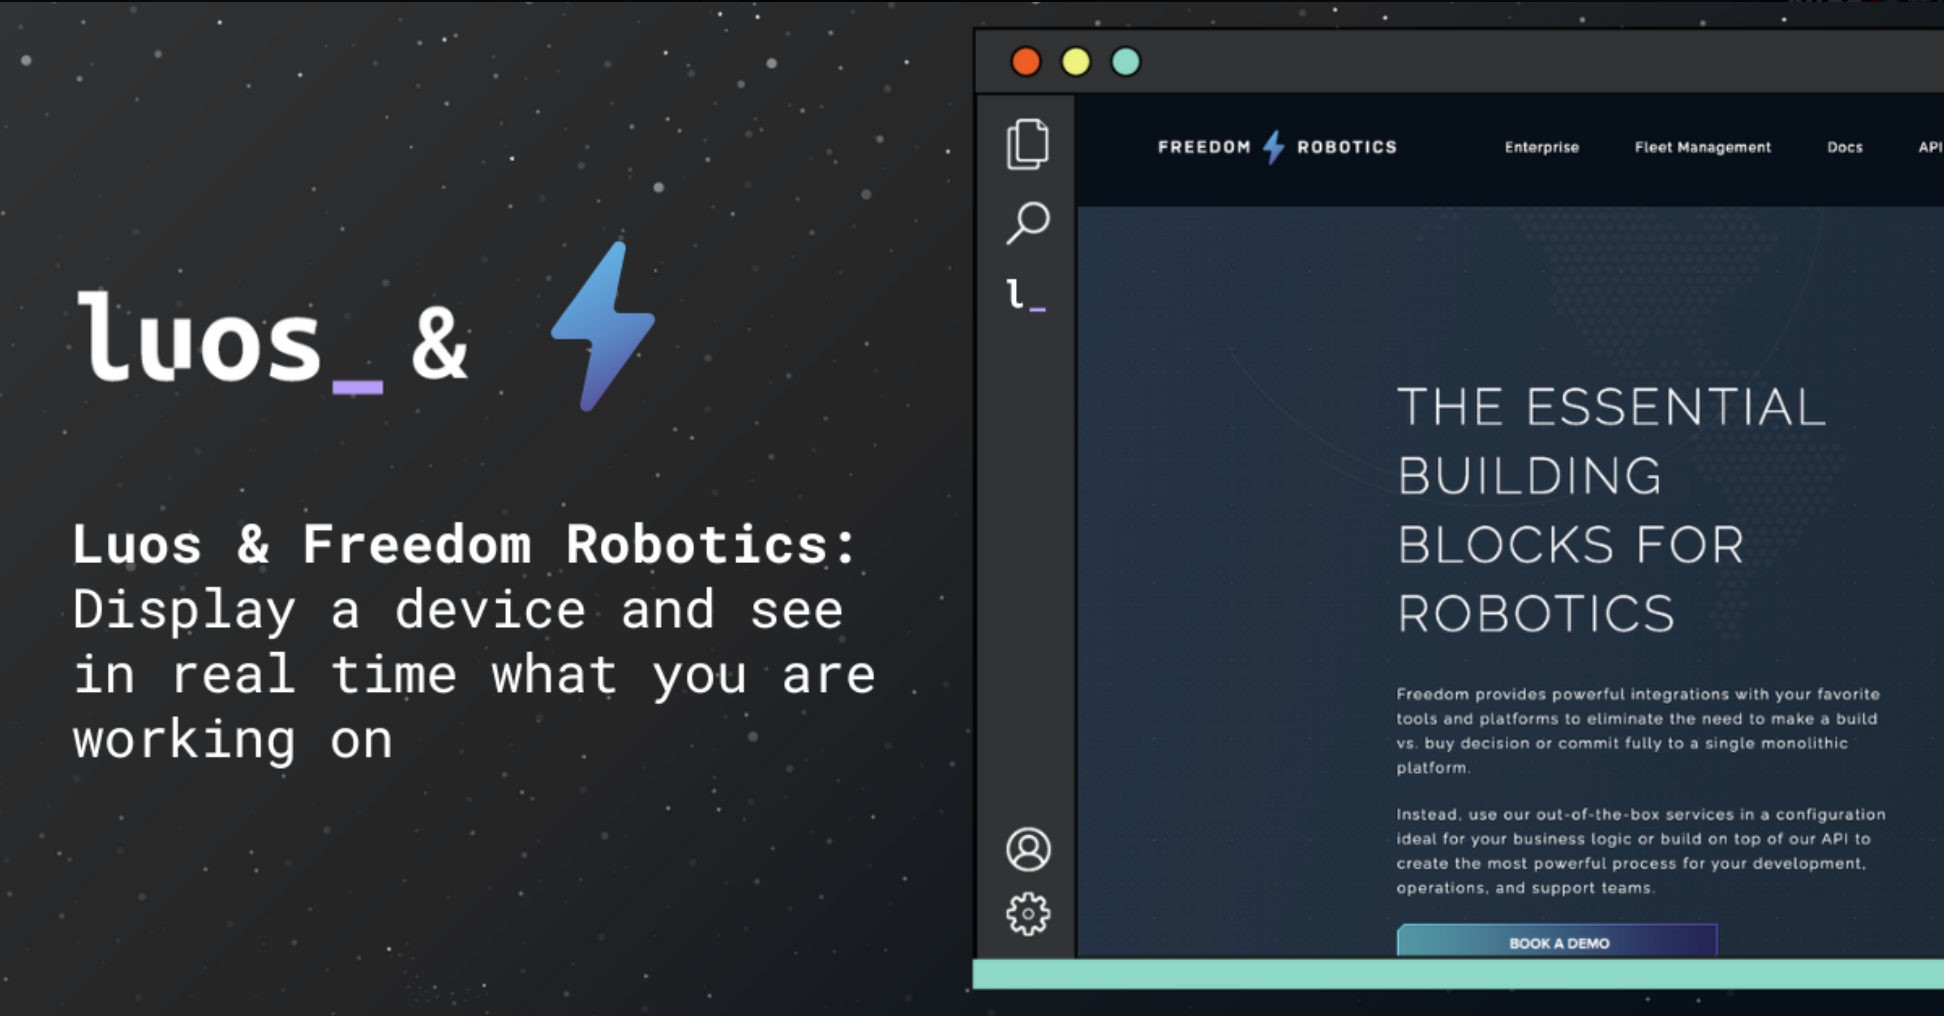 luos_ &
Luos & Freedom Robotics:
Display a device and see
in real time what you are
working on
l_
FREEDOM ROBOTICS
Enterprise
Fleet Management
Docs
API
THE ESSENTIAL
BUILDING
BLOCKS FOR
ROBOTICS
Freedom provides powerful integrations with your favorite
tools and platforms to eliminate the need to make a build
vs. buy decision or commit fully to a single monolithic
platform.
Instead, use our out-of-the-box services in a configuration
ideal for your business logic or build on top of our API to
create the most powerful process for your development,
operations, and support teams.
BOOK A DEMO